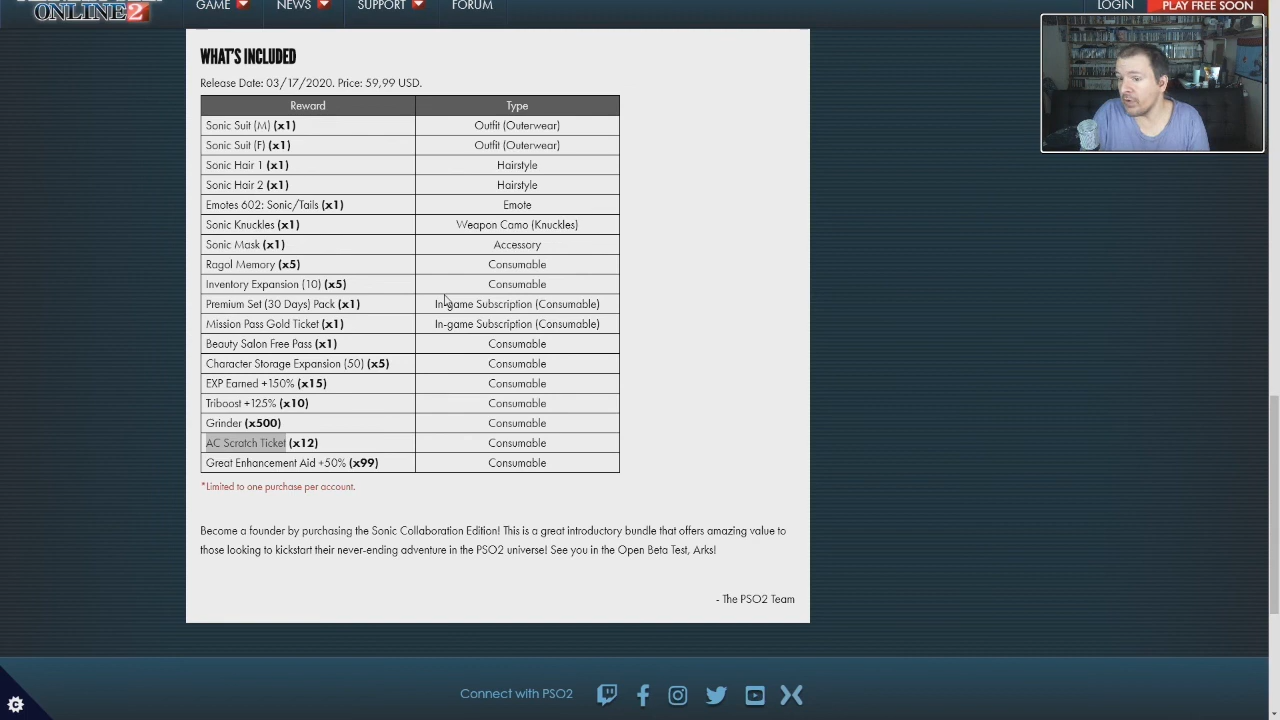 ONLINE 2
GAME NEWS SUPPORT FORUM LOGIN PLAY FREE SOON
WHAT'S INCLUDED
Release Date: 03/17/2020. Price: 59,99 USD.
Reward Type
Sonic Suit (M) (x1) Outfit (Outerwear)
Sonic Suit (F) (x1) Outfit (Outerwear)
Sonic Hair 1 (x1) Hairstyle
Sonic Hair 2 (x1) Hairstyle
Emotes 602: Sonic/Tails (x1) Emote
Sonic Knuckles (x1) Weapon Camo (Knuckles)
Sonic Mask (x1) Accessory
Ragol Memory (x5) Consumable
Inventory Expansion (10) (x5) Consumable
Premium Set (30 Days) Pack (x1) In-game Subscription (Consumable)
Mission Pass Gold Ticket (x1) In-game Subscription (Consumable)
Beauty Salon Free Pass (x1) Consumable
Character Storage Expansion (50) (x5) Consumable
EXP Earned +150% (x15) Consumable
Triboost +125% (x10) Consumable
Grinder (x500) Consumable
AC Scratch Ticket (x12) Consumable
Great Enhancement Aid +50% (x99) Consumable
*Limited to one purchase per account.
Become a founder by purchasing the Sonic Collaboration Edition! This is a great introductory bundle that offers amazing value to
those looking to kickstart their never-ending adventure in the PSO2 universe! See you in the Open Beta Test, Arks!
- The PSO2 Team
Connect with PSO2